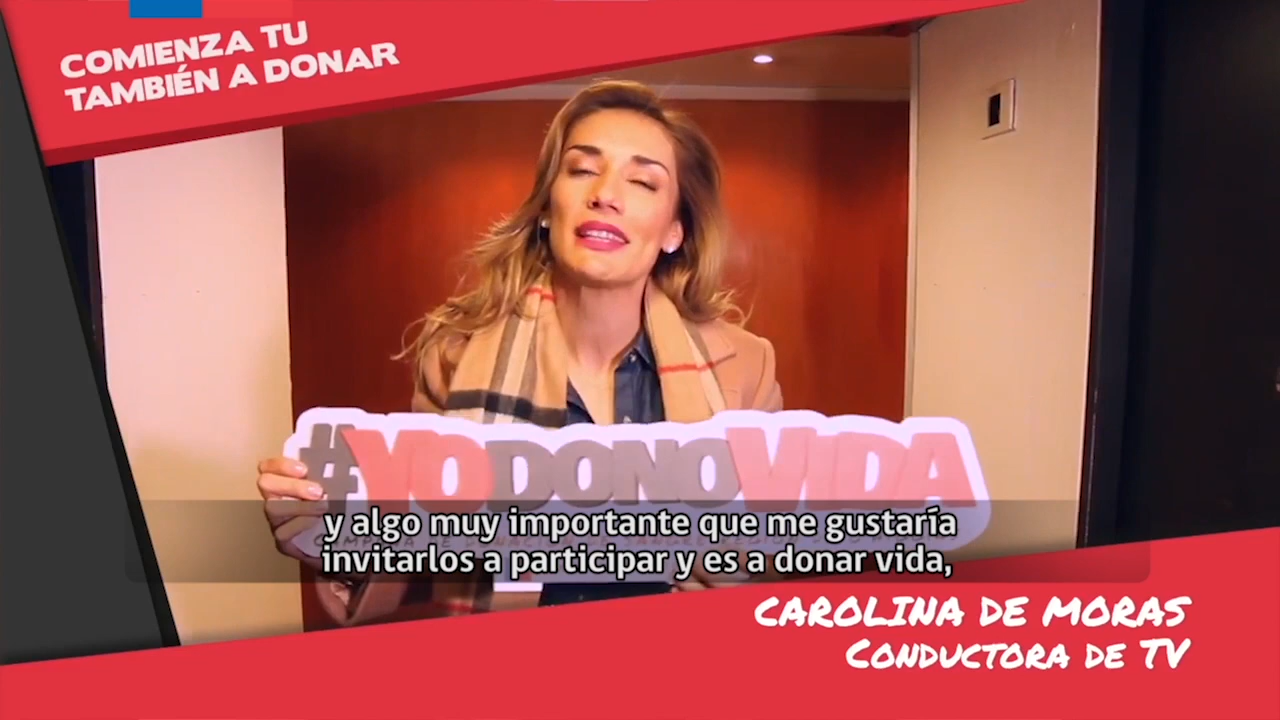 COMIENZA TU
TAMBIÉN A DONAR
#YODONOVIDA
y algo muy importante que me gustaría
invitarlos a participar y es a donar vida,
CAROLINA DE MORAS
CONDUCTORA DE TV